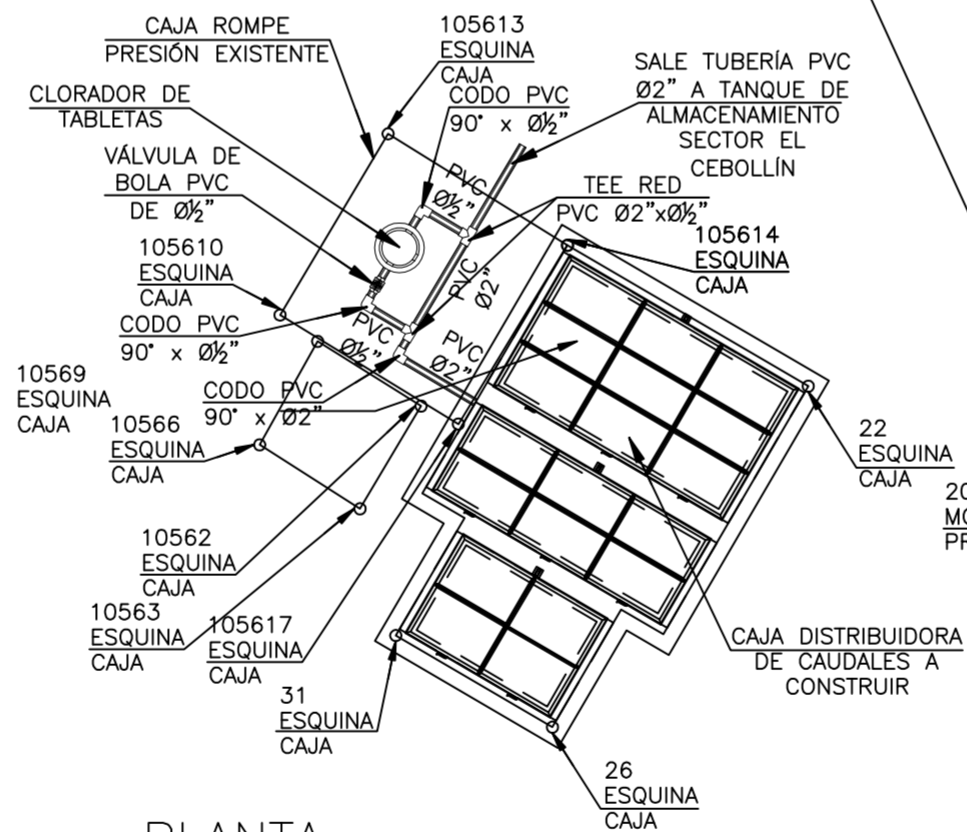 CAJA ROMPE
PRESIÓN EXISTENTE
105613
ESQUINA
CAJA
SALE TUBERÍA PVC
Ø2" A TANQUE DE
ALMACENAMIENTO
SECTOR EL
CEBOLLÍN
CLORADOR DE
TABLETAS
CODO PVC
90° x Ø½"
VÁLVULA DE
BOLA PVC
DE Ø½"
PVC
Ø½"
TEE RED
PVC Ø2"xØ½"
105610
ESQUINA
CAJA
105614
ESQUINA
CAJA
PVC
Ø2"
CODO PVC
90° x Ø½"
PVC
Ø½"
PVC
Ø2"
10569
ESQUINA
CAJA
CODO PVC
90° x Ø2"
10566
ESQUINA
CAJA
22
ESQUINA
CAJA
20
10562
ESQUINA
CAJA
10563
ESQUINA
CAJA
105617
ESQUINA
CAJA
CAJA DISTRIBUIDORA
DE CAUDALES A
CONSTRUIR
31
ESQUINA
CAJA
26
ESQUINA
CAJA
PLANTA